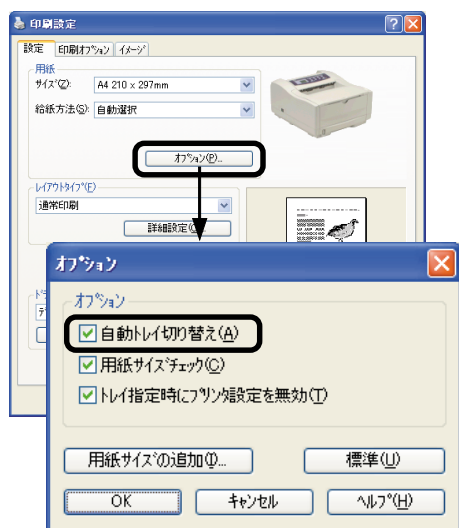 印刷設定
設定 印刷オプション イメージ
用紙
サイズ(Z): A4 210 x 297mm
給紙方法(S): 自動選択
オプション(P)...
レイアウトタイプ(E)
通常印刷
オプション
オプション
自動トレイ切り替え(A)
用紙サイズチェック(C)
トレイ指定時にプリンタ設定を無効(T)
用紙サイズの追加(I)...
標準(U)
OK
キャンセル
ヘルプ(H)